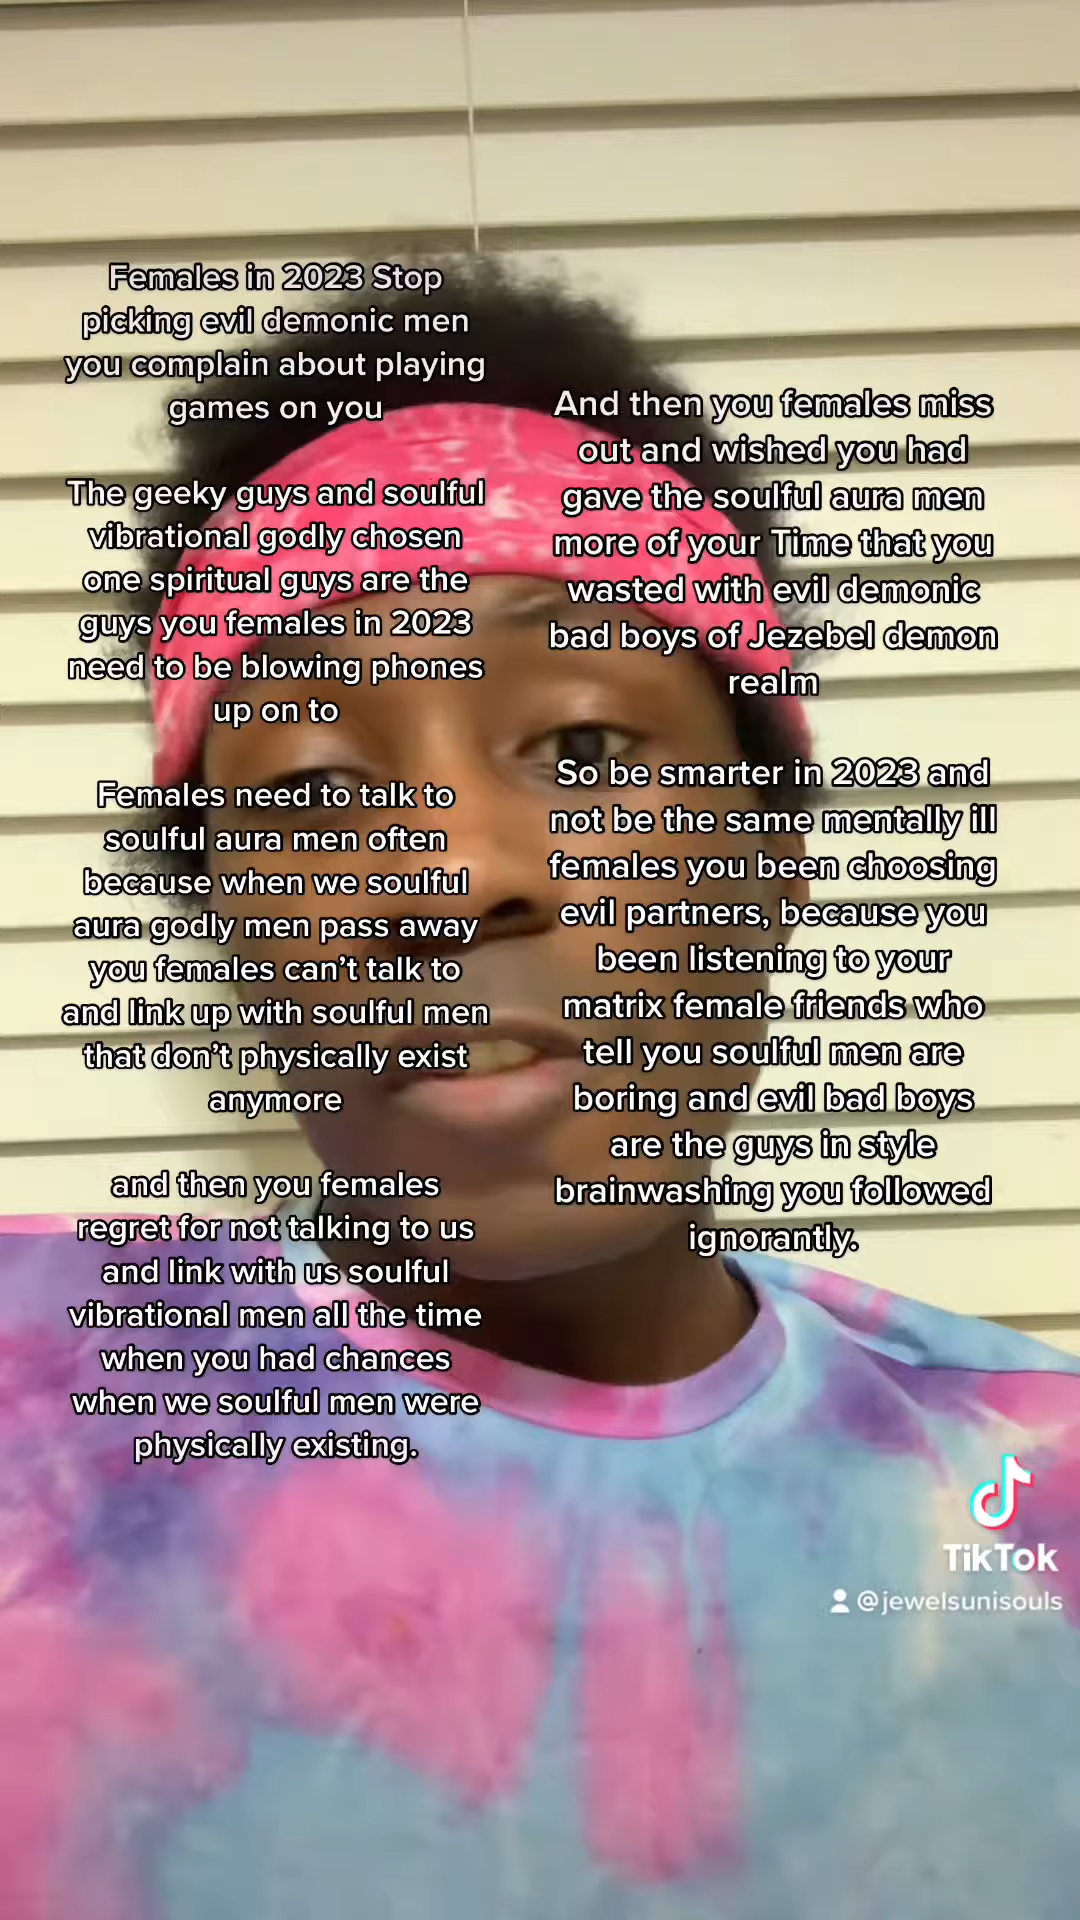 Females in 2023 Stop
picking evil demonic men
you complain about playing
games on you
The geeky guys and soulful
vibrational godly chosen
one spiritual guys are the
guys you females in 2023
need to be blowing phones
up on to
Females need to talk to
soulful aura men often
because when we soulful
aura godly men pass away
you females can't talk to
and link up with soulful men
that don't physically exist
anymore
and then you females
regret for not talking to us
and link with us soulful
vibrational men all the time
when you had chances
when we soulful men were
physically existing.
And then you females miss
out and wished you had
gave the soulful aura men
more of your Time that you
wasted with evil demonic
bad boys of Jezebel demon
realm
So be smarter in 2023 and
not be the same mentally ill
females you been choosing
evil partners, because you
been listening to your
matrix female friends who
tell you soulful men are
boring and evil bad boys
are the guys in style
brainwashing you followed
ignorantly.
TikTok
@jewelsunisouls